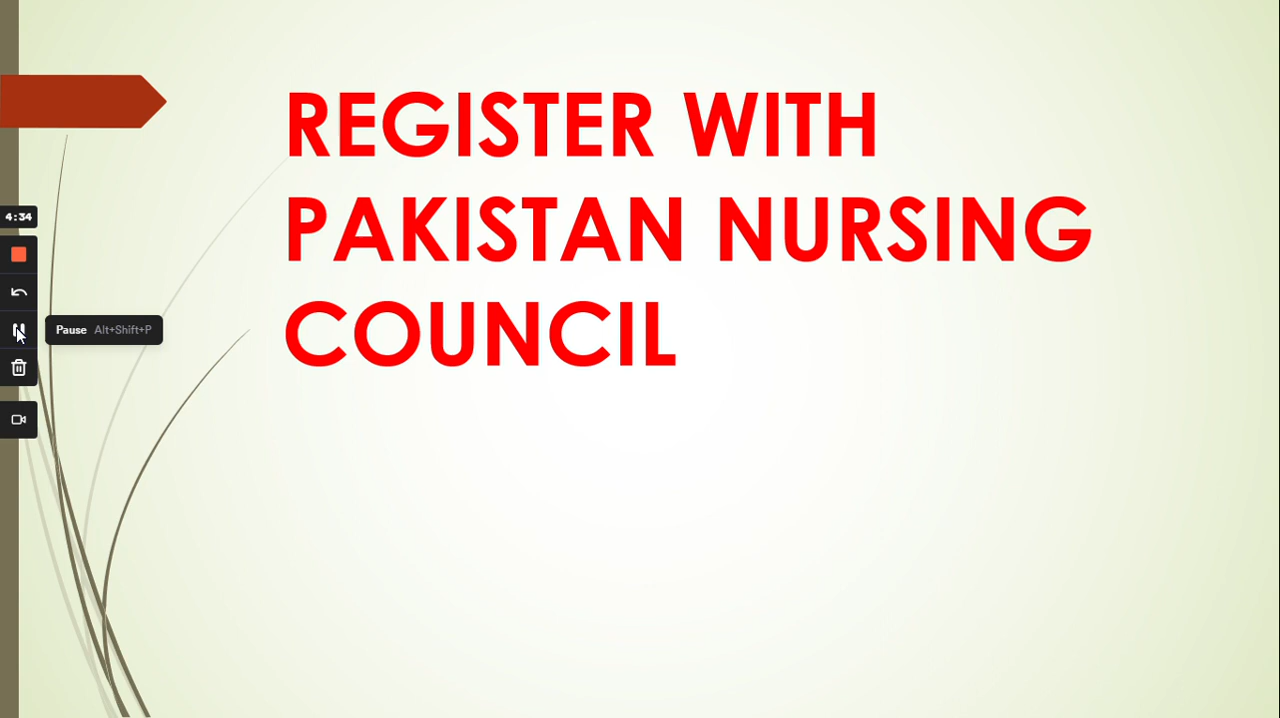 REGISTER WITH
PAKISTAN NURSING
COUNCIL
4:34
Pause Alt+Shift+P